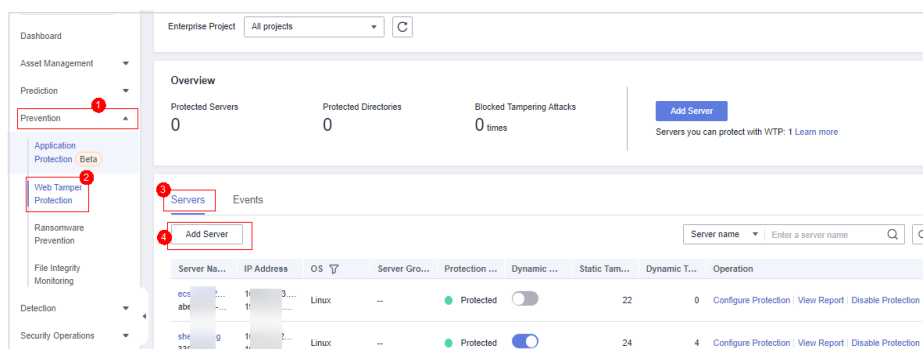 Enterprise Project All projects
Dashboard
Asset Management
Prediction
1
Prevention
Application
Protection Beta
2
Web Tamper
Protection
Ransomware
Prevention
File Integrity
Monitoring
Detection
Security Operations
Overview
Protected Servers Protected Directories Blocked Tampering Attacks
0 0 0 times
Add Server
Servers you can protect with WTP: 1 Learn more
3
Servers Events
4
Add Server Server name Enter a server name
Server Na... IP Address OS Server Gro... Protection ... Dynamic ... Static Tam... Dynamic T... Operation
Linux -- Protected 22 0 Configure Protection View Report Disable Protection
Linux -- Protected 24 4 Configure Protection View Report Disable Protection